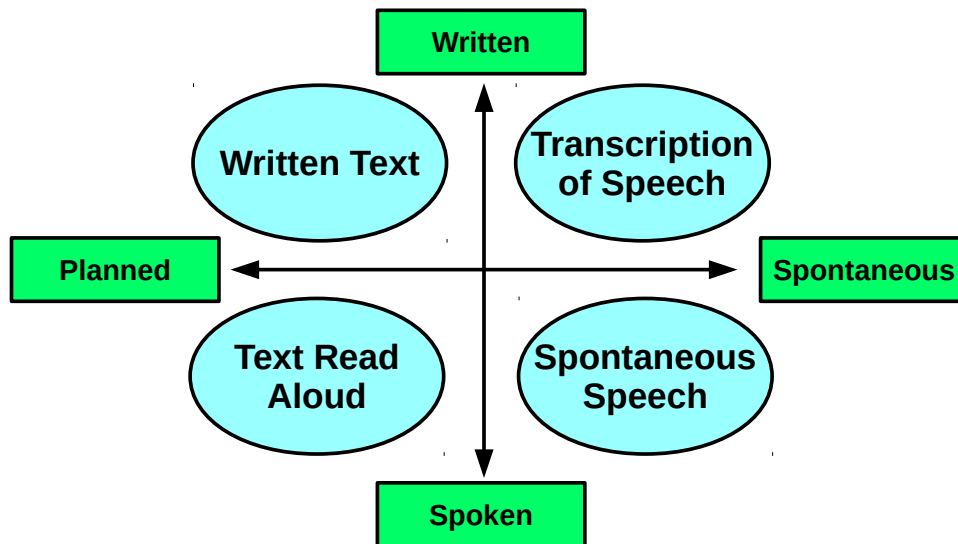 Written
Written Text
Transcription
of Speech
Planned
Spontaneous
Text Read
Aloud
Spontaneous
Speech
Spoken